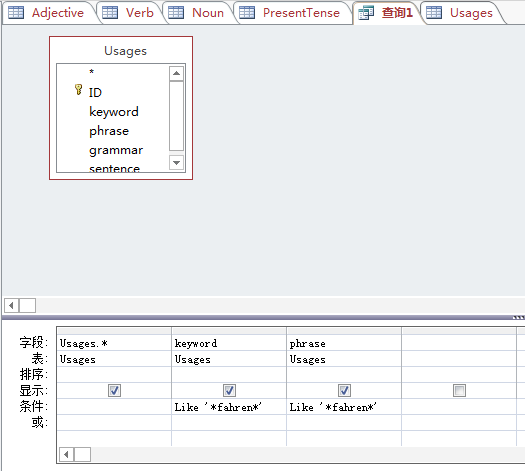 Adjective Verb Noun PresentTense 查询1 Usages
Usages
*
ID
keyword
phrase
grammar
sentence
字段: Usages.* keyword phrase
表: Usages Usages Usages
排序:
显示:
条件: Like '*fahren*' Like '*fahren*'
或: